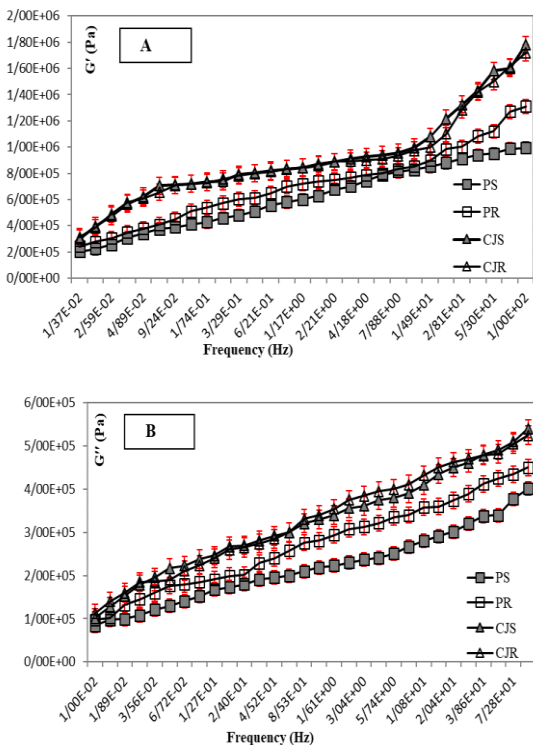 A
G′ (Pa)
2/00E+06
1/80E+06
1/60E+06
1/40E+06
1/20E+06
1/00E+06
8/00E+05
6/00E+05
4/00E+05
2/00E+05
0/00E+00
PS
PR
CJS
CJR
1/37E-02
2/59E-02
4/89E-02
9/24E-02
1/74E-01
3/29E-01
6/21E-01
1/17E+00
2/21E+00
4/18E+00
7/88E+00
1/49E+01
2/81E+01
5/30E+01
1/00E+02
Frequency (Hz)
B
G″ (Pa)
6/00E+05
5/00E+05
4/00E+05
3/00E+05
2/00E+05
1/00E+05
0/00E+00
PS
PR
CJS
CJR
1/00E-02
1/89E-02
3/56E-02
6/72E-02
1/27E-01
2/40E-01
4/52E-01
8/53E-01
1/61E+00
3/04E+00
5/74E+00
1/08E+01
2/04E+01
3/86E+01
7/28E+01
Frequency (Hz)